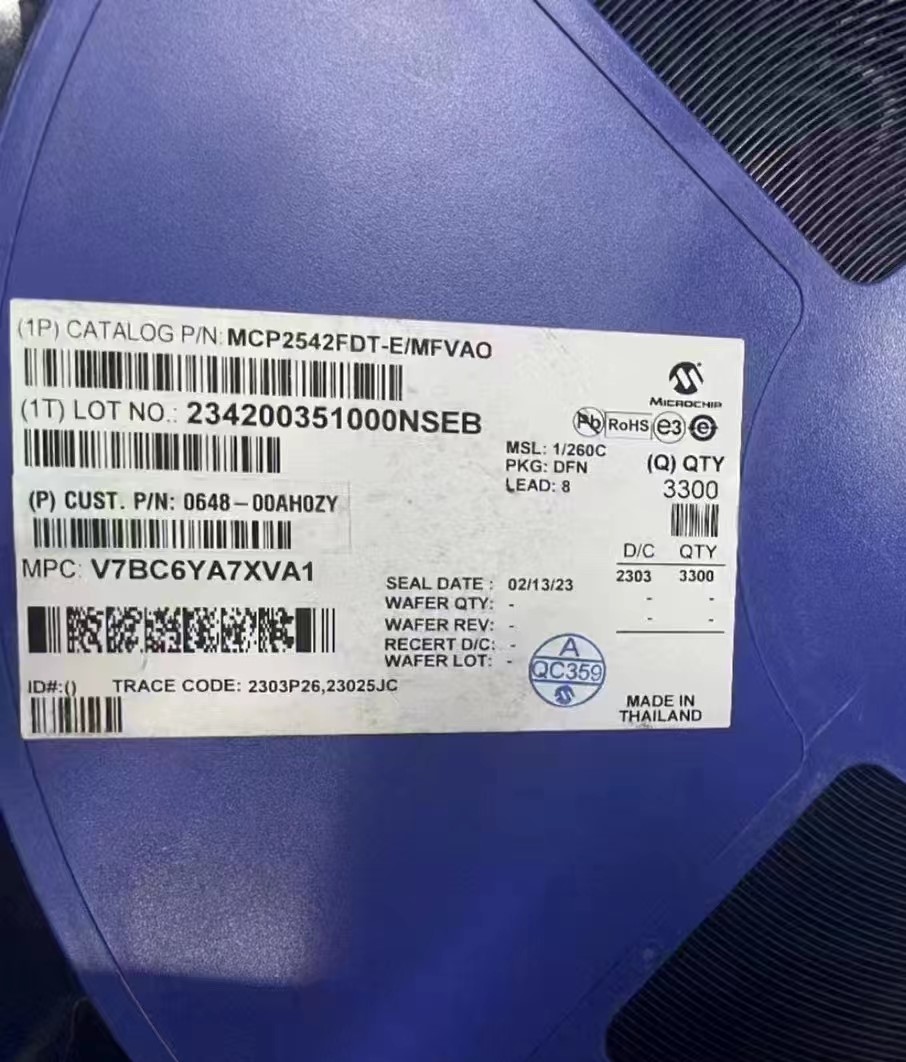 (1P) CATALOG P/N: MCP2542FDT-E/MFVAO
MICROCHIP
(1T) LOT NO.: 234200351000NSEB
Pb RoHS e3 e
MSL: 1/260C
PKG: DFN
LEAD: 8
(Q) QTY
3300
(P) CUST. P/N: 0648-00AH0ZY
MPC: V7BC6YA7XVA1
D/C QTY
2303 3300
- -
- -
SEAL DATE : 02/13/23
WAFER QTY: -
WAFER REV: -
RECERT D/C: -
WAFER LOT: -
A
QC359
ID#:() TRACE CODE: 2303P26,23025JC
MADE IN
THAILAND